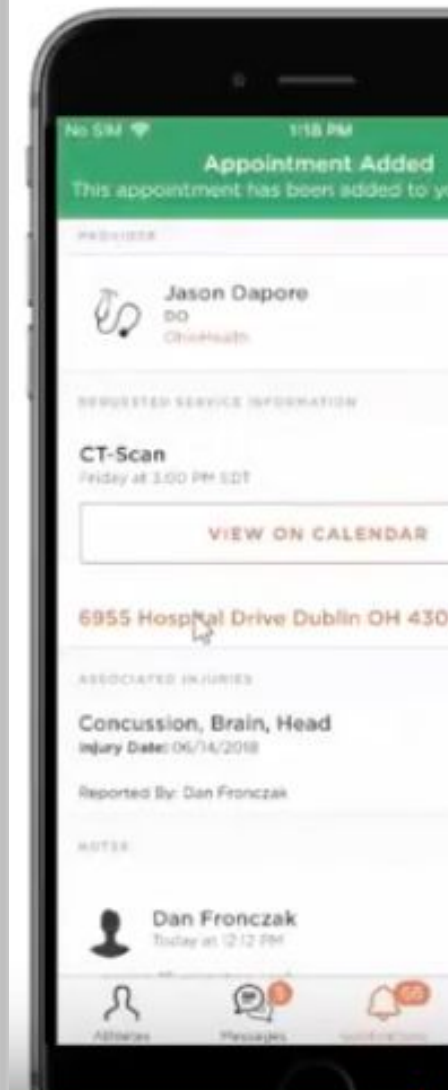 No SIM 1:18 PM
Appointment Added
This appointment has been added to yo
PROVIDER
Jason Dapore
DO
OhioHealth
REQUESTED SERVICE INFORMATION
CT-Scan
Friday at 3:00 PM EDT
VIEW ON CALENDAR
6955 Hospital Drive Dublin OH 430
ASSOCIATED INJURIES
Concussion, Brain, Head
Injury Date: 06/14/2018
Reported By: Dan Fronczak
NOTES
Dan Fronczak
Today at 12:12 PM
Athletes Messages Notifications